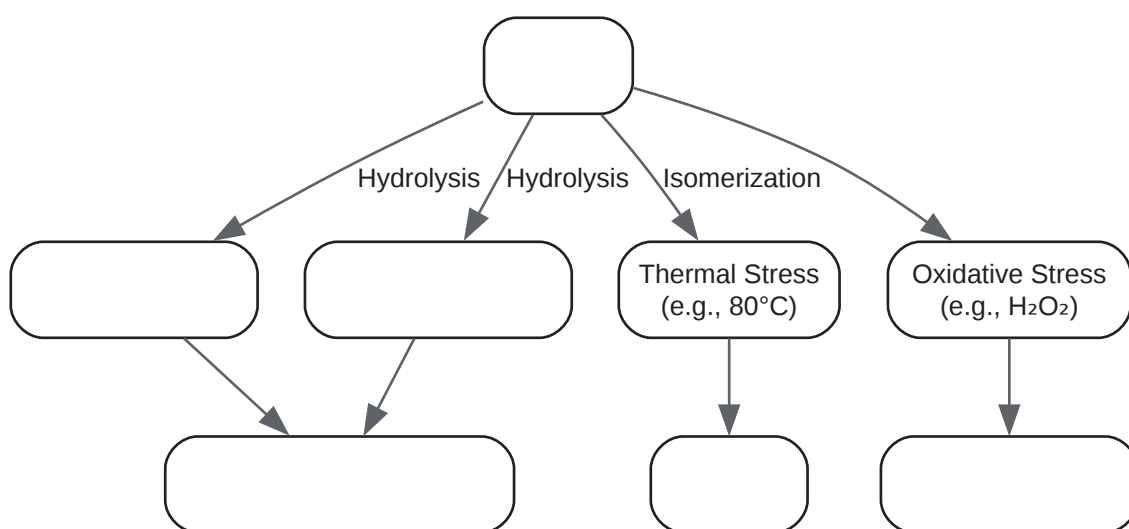 Hydrolysis
Hydrolysis
Isomerization
Thermal Stress
(e.g., 80°C)
Oxidative Stress
(e.g., H₂O₂)